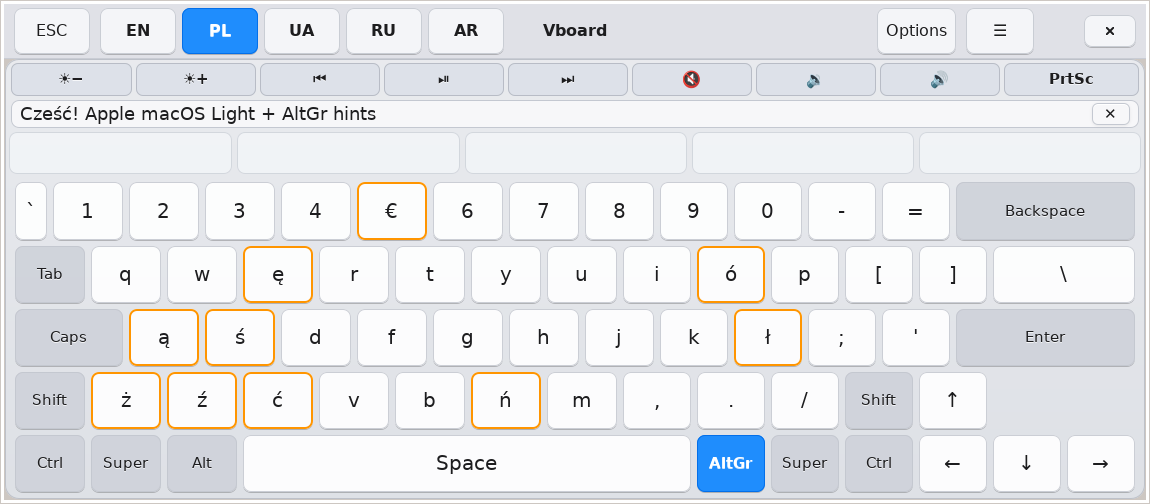 ESC EN PL UA RU AR Vboard Options ☰ ×
☀− ☀+ ⏮ ⏯ ⏭ 🔇 🔉 🔊 PrtSc
Cześć! Apple macOS Light + AltGr hints ✕
` 1 2 3 4 € 6 7 8 9 0 - = Backspace
Tab q w ę r t y u i ó p [ ] \
Caps ą ś d f g h j k ł ; ' Enter
Shift ż ź ć v b ń m , . / Shift ↑
Ctrl Super Alt Space AltGr Super Ctrl ← ↓ →